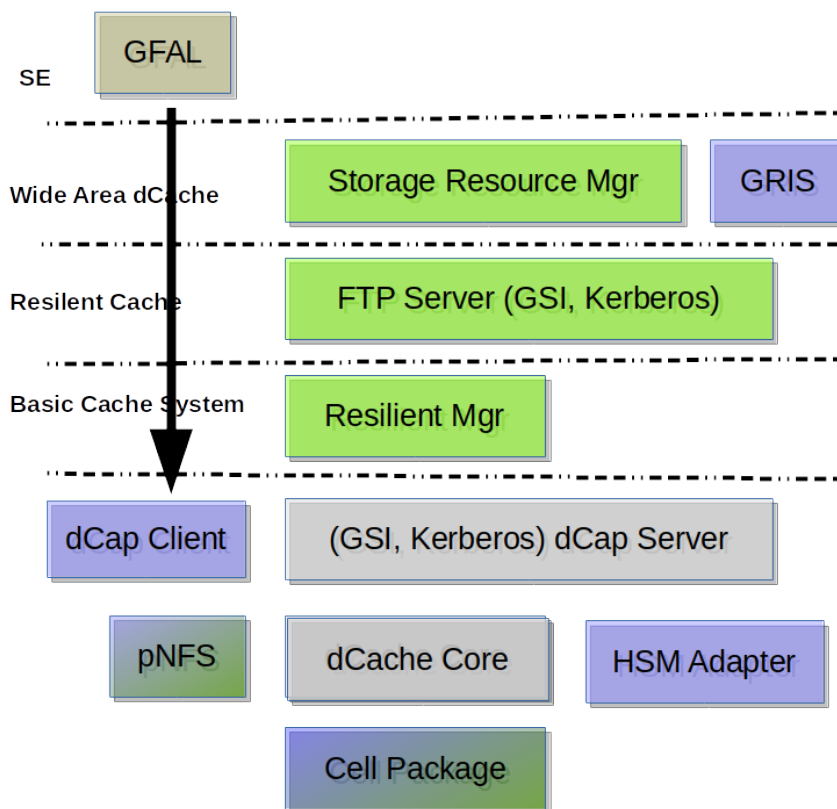 GFAL
SE
Storage Resource Mgr
GRIS
Wide Area dCache
FTP Server (GSI, Kerberos)
Resilent Cache
Basic Cache System
Resilient Mgr
dCap Client
(GSI, Kerberos) dCap Server
pNFS
dCache Core
HSM Adapter
Cell Package